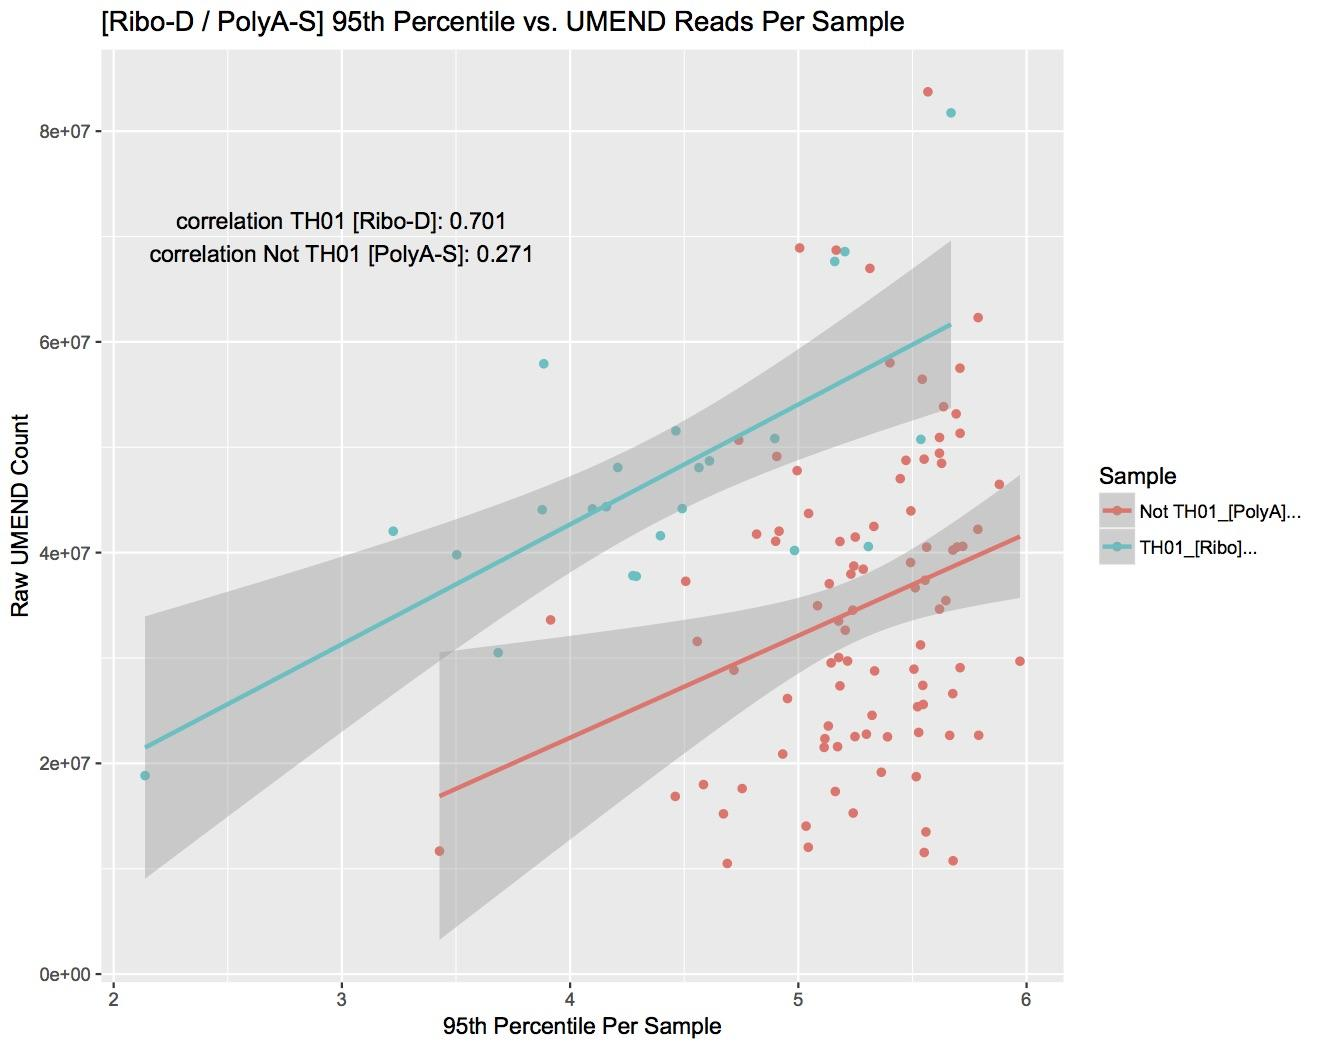 [Ribo-D / PolyA-S] 95th Percentile vs. UMEND Reads Per Sample
8e+07
6e+07
4e+07
2e+07
0e+00
Raw UMEND Count
correlation TH01 [Ribo-D]: 0.701
correlation Not TH01 [PolyA-S]: 0.271
2 3 4 5 6
95th Percentile Per Sample
Sample
Not TH01_[PolyA]...
TH01_[Ribo]...